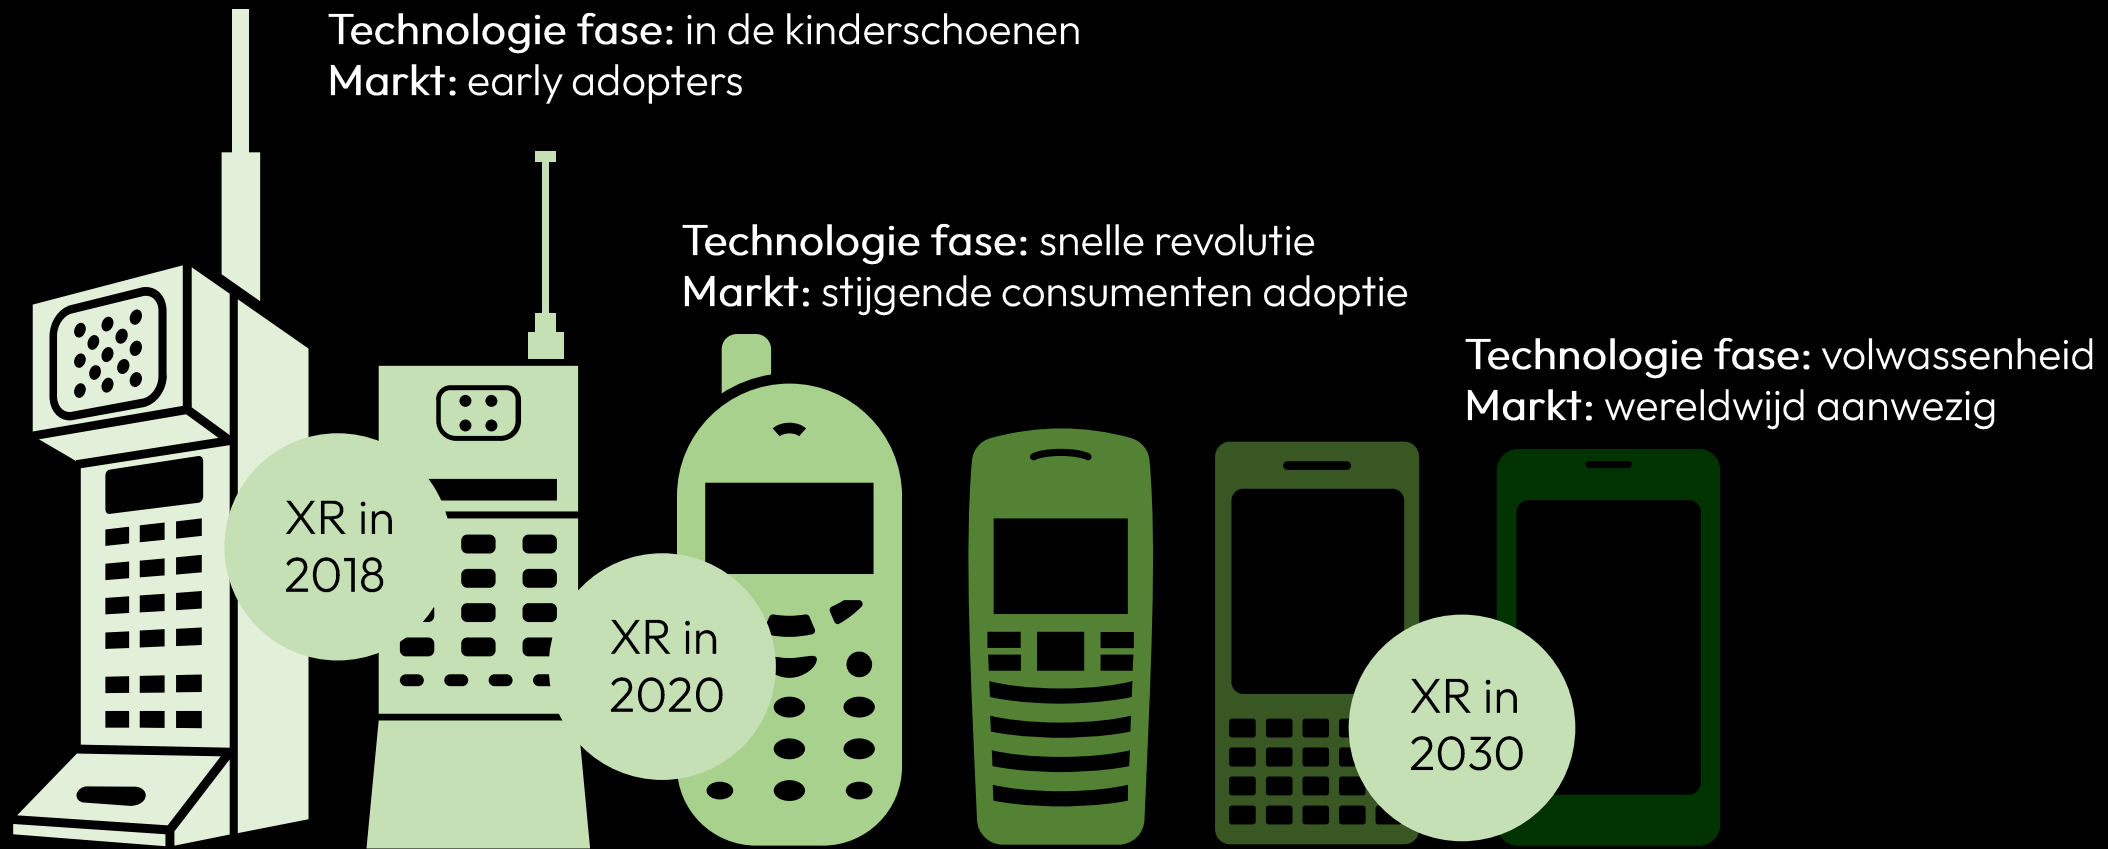 Technologie fase: in de kinderschoenen
Markt: early adopters
Technologie fase: snelle revolutie
Markt: stijgende consumenten adoptie
Technologie fase: volwassenheid
Markt: wereldwijd aanwezig
XR in
2018
XR in
2020
XR in
2030